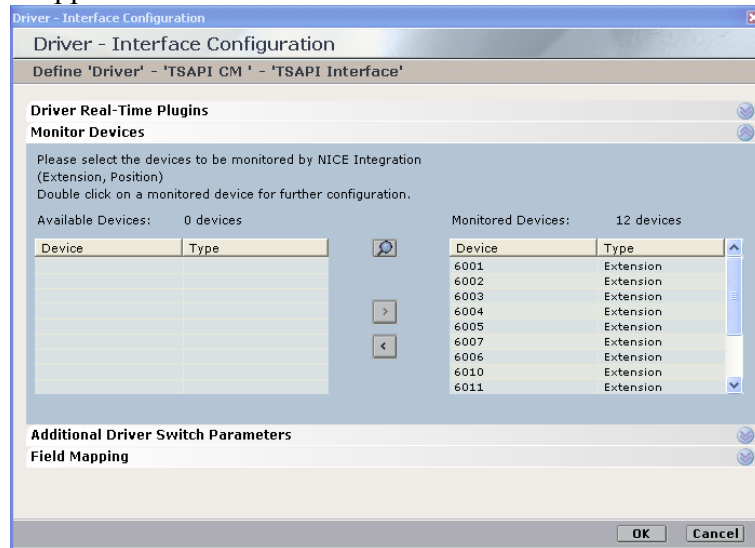 Driver - Interface Configuration
Driver - Interface Configuration
Define 'Driver' - 'TSAPI CM ' - 'TSAPI Interface'
Driver Real-Time Plugins
Monitor Devices
Please select the devices to be monitored by NICE Integration
(Extension, Position)
Double click on a monitored device for further configuration.
Available Devices: 0 devices Monitored Devices: 12 devices
Device Type Device Type
6001 Extension
6002 Extension
6003 Extension
6004 Extension
> 6005 Extension
< 6007 Extension
6006 Extension
6010 Extension
6011 Extension
Additional Driver Switch Parameters
Field Mapping
OK Cancel